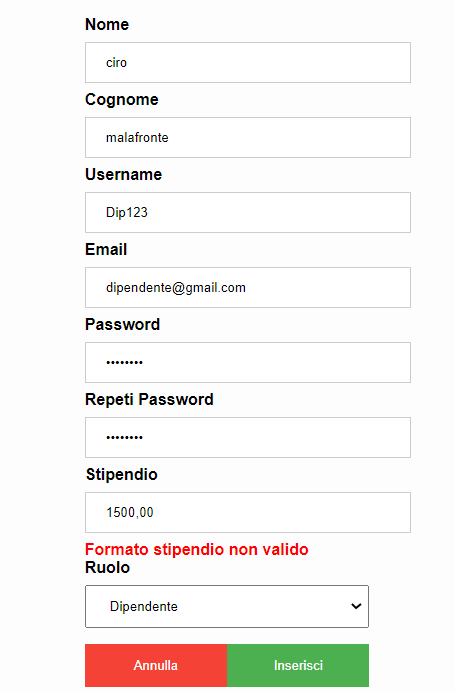 Nome
ciro
Cognome
malafronte
Username
Dip123
Email
dipendente@gmail.com
Password
••••••••
Repeti Password
••••••••
Stipendio
1500,00
Formato stipendio non valido
Ruolo
Dipendente
Annulla Inserisci